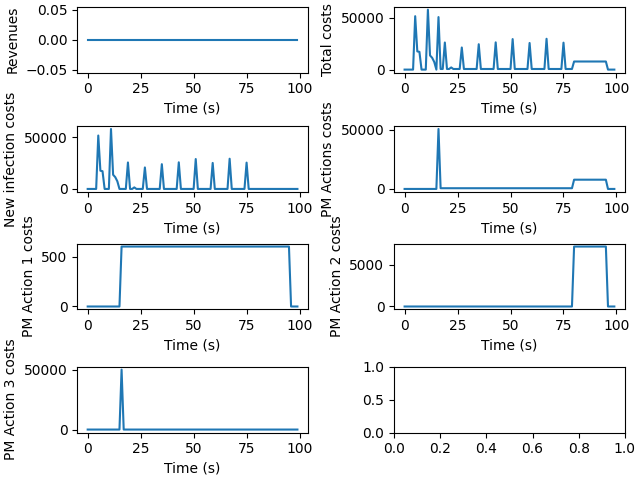 Revenues
0.05
0.00
−0.05
0 25 50 75 100
Time (s)
Total costs
50000
0
0 25 50 75 100
Time (s)
New infection costs
50000
0
0 25 50 75 100
Time (s)
PM Actions costs
50000
0
0 25 50 75 100
Time (s)
PM Action 1 costs
500
0
0 25 50 75 100
Time (s)
PM Action 2 costs
5000
0
0 25 50 75 100
Time (s)
PM Action 3 costs
50000
0
0 25 50 75 100
Time (s)
1.0
0.5
0.0
0.0 0.2 0.4 0.6 0.8 1.0